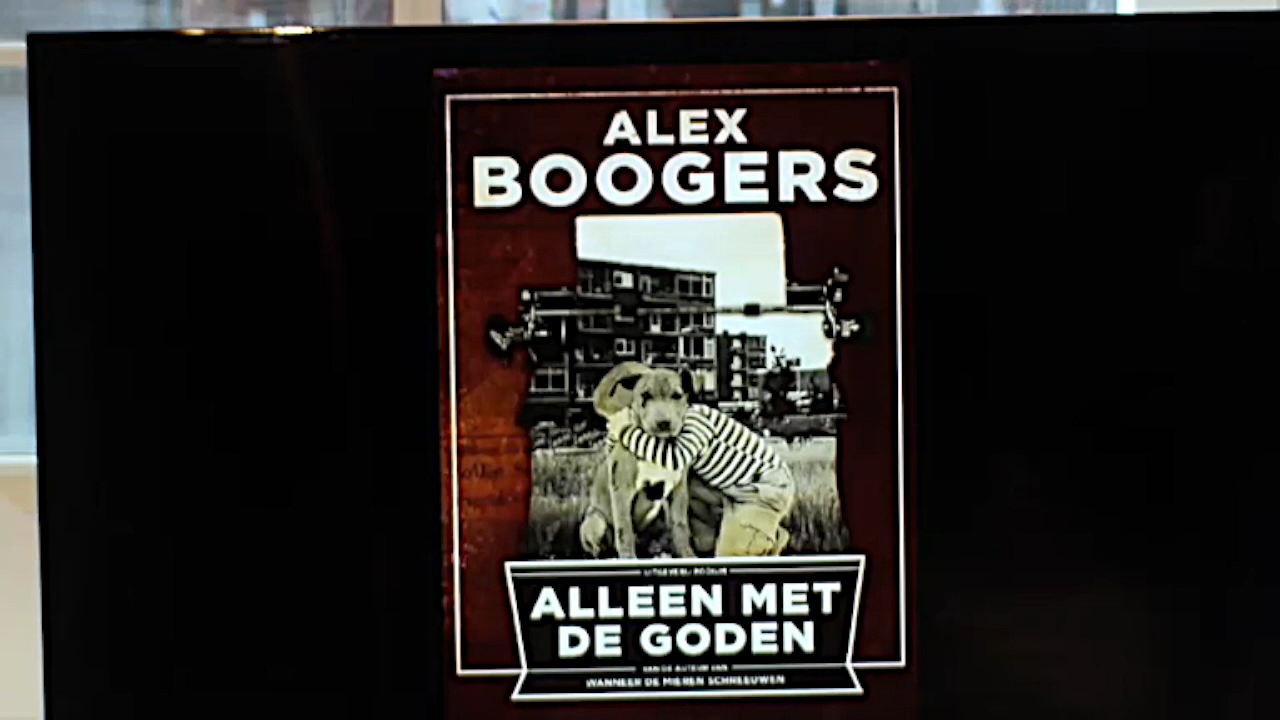 ALEX
BOOGERS
ALLEEN MET
DE GODEN
VAN DE AUTEUR VAN
WANNEER DE MIEREN SCHREEUWEN